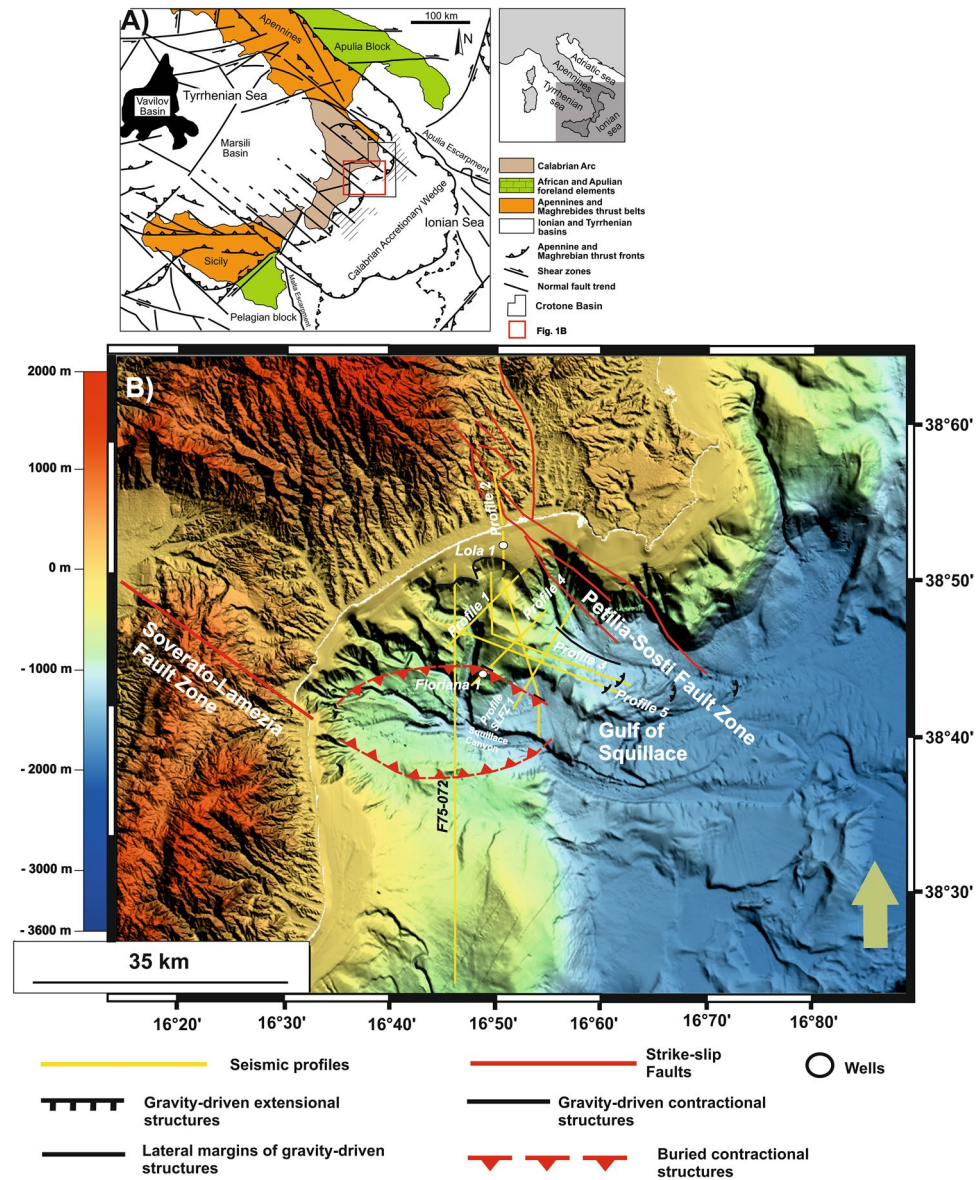 A)
100 km
N
Apennines
Apulia Block
Vavilov
Basin
Tyrrhenian Sea
Marsili
Basin
Apulia Escarpment
Calabrian Accretionary Wedge
Ionian Sea
Sicily
Malta Escarpment
Pelagian block
Adriatic sea
Apennines
Tyrrhenian
sea
Ionian
sea
Calabrian Arc
African and Apulian
foreland elements
Apennines and
Maghrebides thrust belts
Ionian and Tyrrhenian
basins
Apennine and
Maghrebian thrust fronts
Shear zones
Normal fault trend
Crotone Basin
Fig. 1B
B)
2000 m
1000 m
0 m
- 1000 m
- 2000 m
- 3000 m
- 3600 m
38°60'
38°50'
38°40'
38°30'
Profile 2
Lola 1
Profile 1
Profile 4
Petilia-Sosti Fault Zone
Profile 3
Profile 5
Soverato-Lamezia
Fault Zone
Floriana 1
Profile
SLFZ 1
Squillace
Canyon
Gulf of
Squillace
F75-072
35 km
16°20'
16°30'
16°40'
16°50'
16°60'
16°70'
16°80'
Seismic profiles
Strike-slip
Faults
Wells
Gravity-driven extensional
structures
Gravity-driven contractional
structures
Lateral margins of gravity-driven
structures
Buried contractional
structures